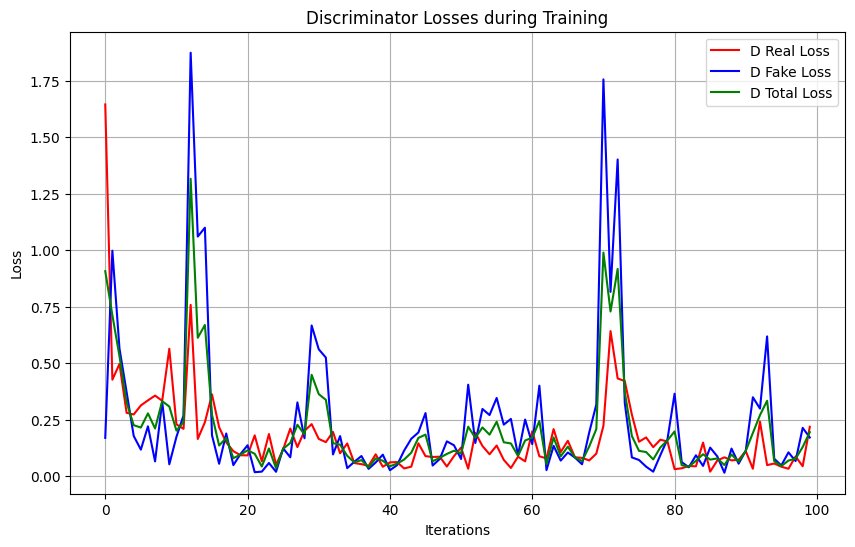 Discriminator Losses during Training
D Real Loss
D Fake Loss
D Total Loss
1.75
1.50
1.25
1.00
0.75
0.50
0.25
0.00
Loss
0 20 40 60 80 100
Iterations